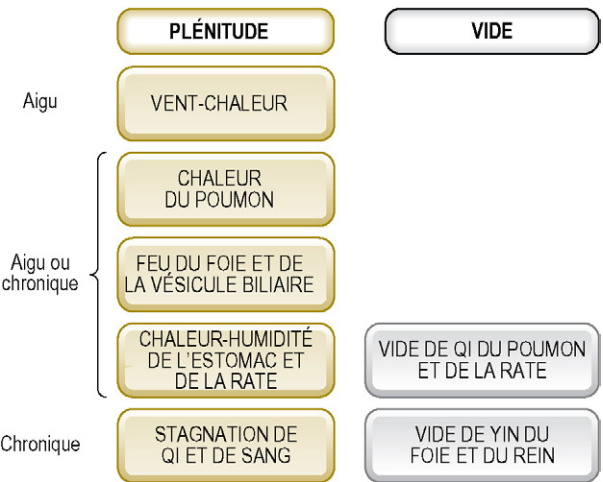 PLÉNITUDE
VIDE
Aigu
VENT-CHALEUR
CHALEUR
DU POUMON
Aigu ou
chronique
FEU DU FOIE ET DE
LA VÉSICULE BILIAIRE
CHALEUR-HUMIDITÉ
DE L'ESTOMAC ET
DE LA RATE
VIDE DE QI DU POUMON
ET DE LA RATE
Chronique
STAGNATION DE
QI ET DE SANG
VIDE DE YIN DU
FOIE ET DU REIN